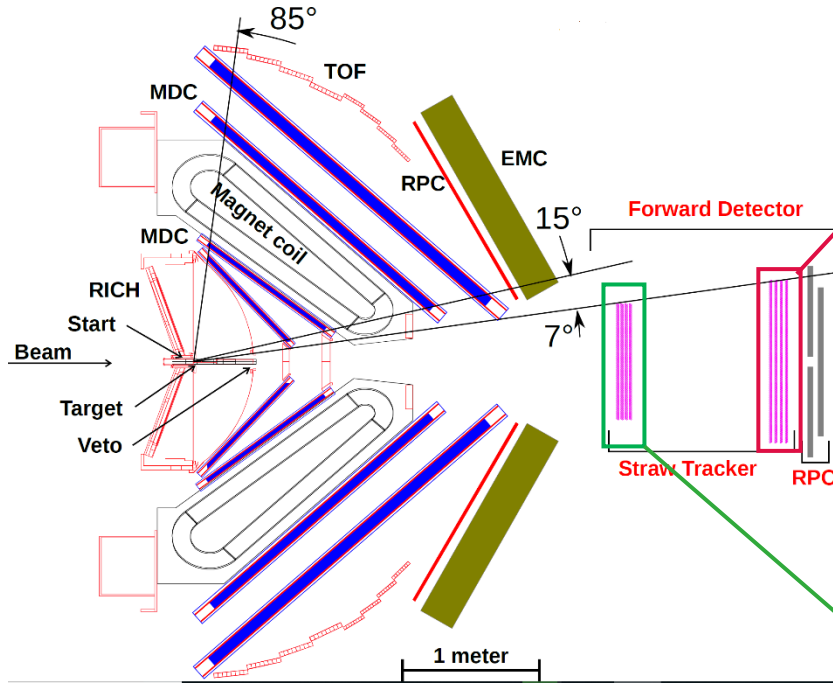 85°
TOF
MDC
EMC
RPC
Magnet coil
15°
Forward Detector
MDC
RICH
Start
7°
Beam
Target
Veto
Straw Tracker
RPC
1 meter